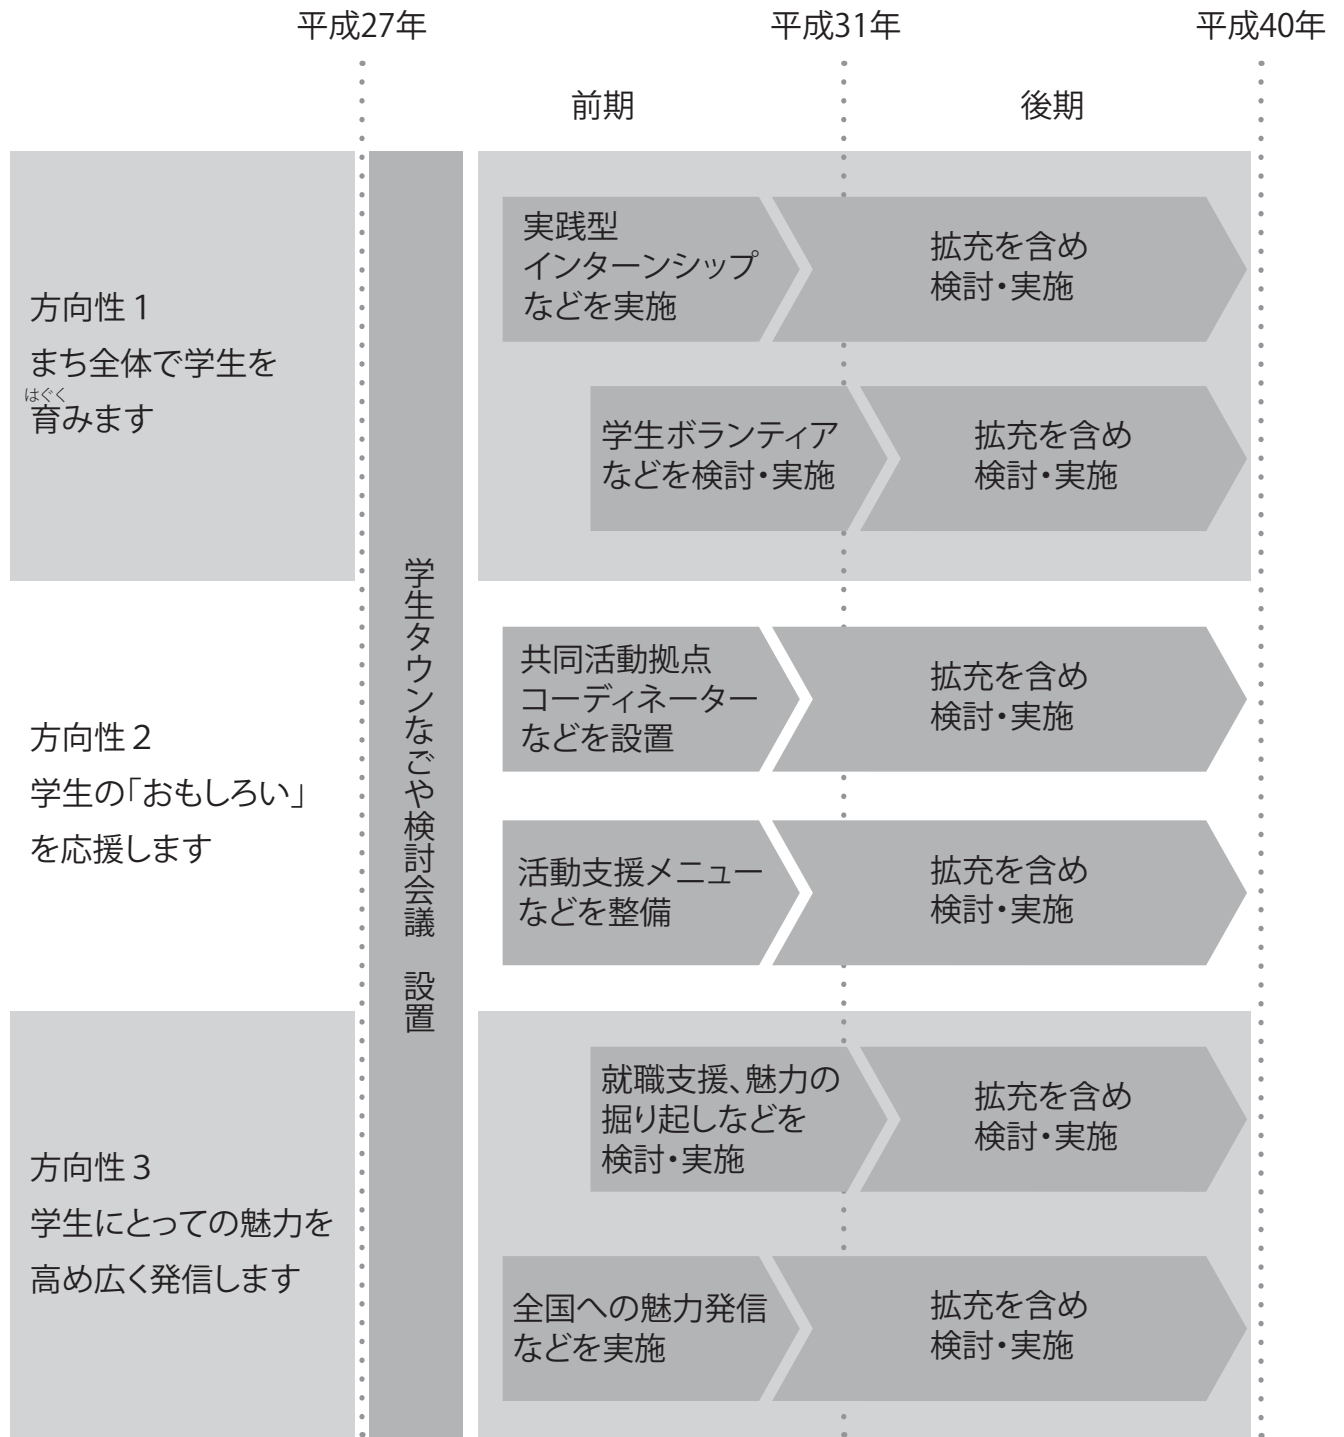 平成27年
平成31年
平成40年
前期
後期
方向性1
まち全体で学生を
はぐく
育みます
学生タウンなごや検討会議 設置
実践型
インターンシップ
などを実施
拡充を含め
検討・実施
学生ボランティア
などを検討・実施
拡充を含め
検討・実施
方向性2
学生の「おもしろい」
を応援します
共同活動拠点
コーディネーター
などを設置
拡充を含め
検討・実施
活動支援メニュー
などを整備
拡充を含め
検討・実施
方向性3
学生にとっての魅力を
高め広く発信します
就職支援、魅力の
掘り起しなどを
検討・実施
拡充を含め
検討・実施
全国への魅力発信
などを実施
拡充を含め
検討・実施